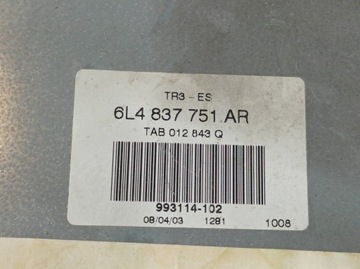 TR3 - ES
6L4 837 751 AR
TAB 012 843 Q
993114-102
08/04/03 1281 1008